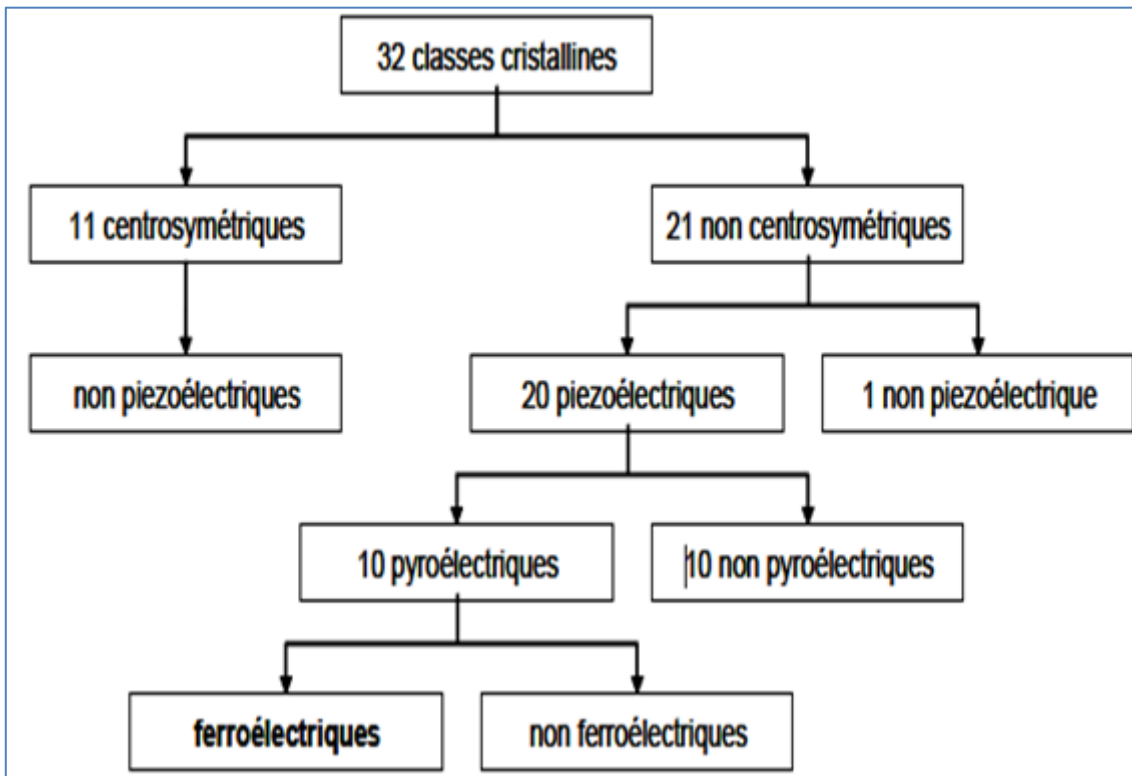 32 classes cristallines
11 centrosymétriques
21 non centrosymétriques
non piezoélectriques
20 piezoélectriques
1 non piezoélectrique
10 pyroélectriques
10 non pyroélectriques
ferroélectriques
non ferroélectriques